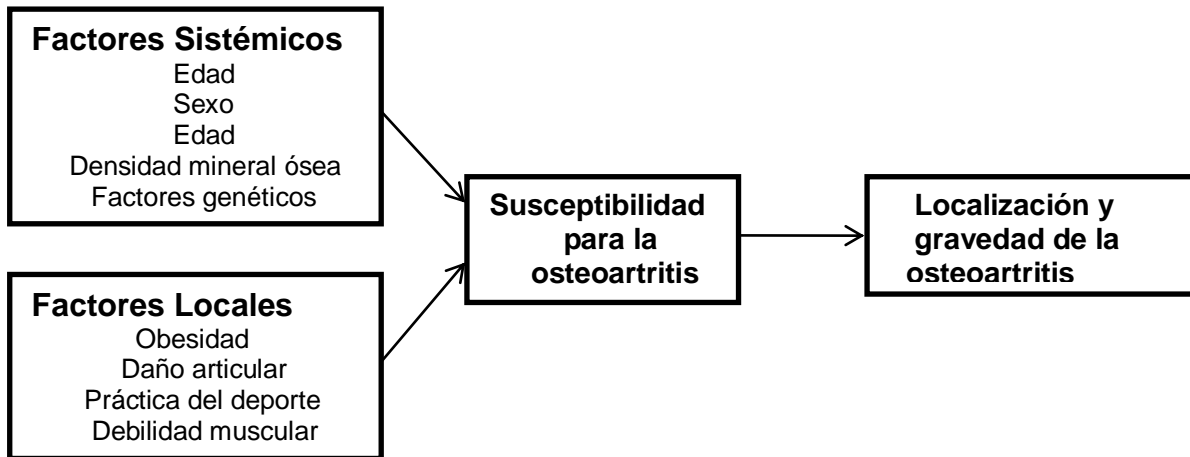 Factores Sistémicos
Edad
Sexo
Edad
Densidad mineral ósea
Factores genéticos
Factores Locales
Obesidad
Daño articular
Práctica del deporte
Debilidad muscular
Susceptibilidad
para la
osteoartritis
Localización y
gravedad de la
osteoartritis